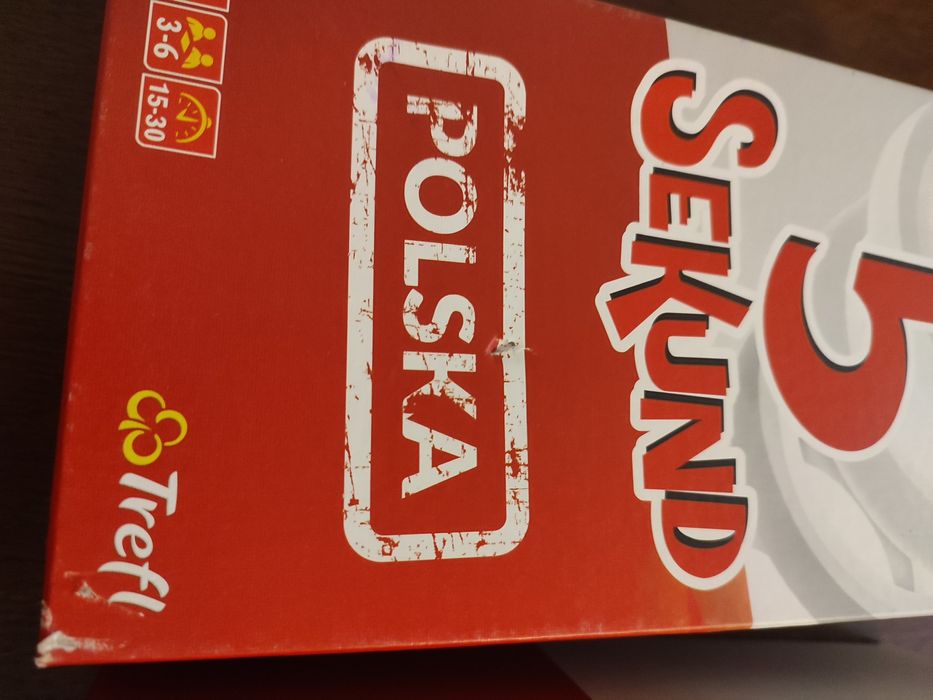 5
SEKUND
POLSKA
3-6
15-30
Trefl